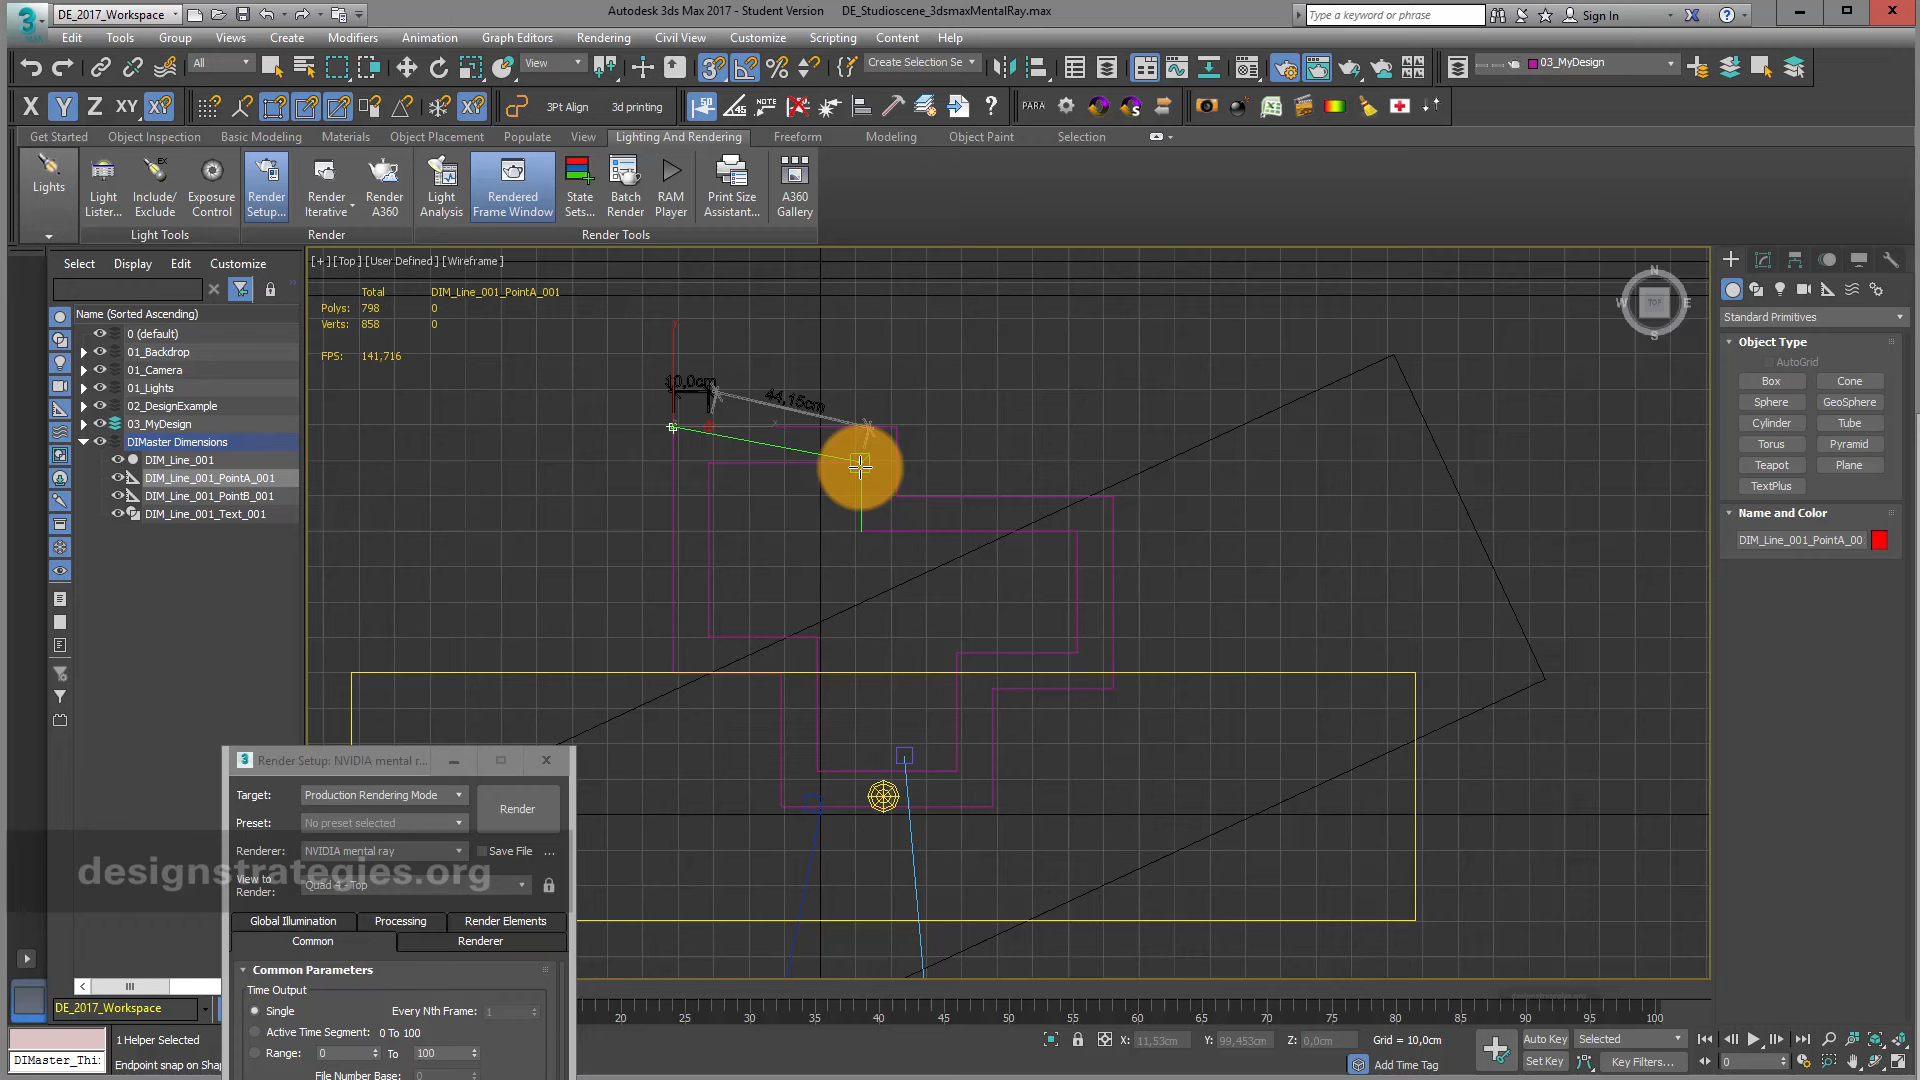 DE_2017_Workspace
Autodesk 3ds Max 2017 - Student Version    DE_Studioscene_3dsmaxMentalRay.max
Type a keyword or phrase
Sign In
Edit Tools Group Views Create Modifiers Animation Graph Editors Rendering Civil View Customize Scripting Content Help
All
View
Create Selection Se
03_MyDesign
X Y Z XY
3Pt Align
3d printing
NOTE
PARA
Get Started Object Inspection Basic Modeling Materials Object Placement Populate View Lighting And Rendering Freeform Modeling Object Paint Selection
Lights
Light Lister...
Include/Exclude
Exposure Control
Render Setup...
Render Iterative
Render A360
Light Analysis
Rendered Frame Window
State Sets...
Batch Render
RAM Player
Print Size Assistant...
A360 Gallery
Light Tools
Render
Render Tools
Select Display Edit Customize
Name (Sorted Ascending)
0 (default)
01_Backdrop
01_Camera
01_Lights
02_DesignExample
03_MyDesign
DIMaster Dimensions
DIM_Line_001
DIM_Line_001_PointA_001
DIM_Line_001_PointB_001
DIM_Line_001_Text_001
[+] [Top] [User Defined] [Wireframe]
Total DIM_Line_001_PointA_001
Polys: 798 0
Verts: 858 0
FPS: 141,716
10,0cm
44,15cm
N
W TOP E
S
Standard Primitives
Object Type
AutoGrid
Box Cone
Sphere GeoSphere
Cylinder Tube
Torus Pyramid
Teapot Plane
TextPlus
Name and Color
DIM_Line_001_PointA_00
Render Setup: NVIDIA mental r...
Target: Production Rendering Mode
Render
Preset: No preset selected
Renderer: NVIDIA mental ray
Save File ...
View to Render: Quad 4 - Top
designstrategies.org
Global Illumination Processing Render Elements
Common Renderer
Common Parameters
Time Output
Single Every Nth Frame: 1
Active Time Segment: 0 To 100
Range: 0 To 100
File Number Base: 0
DE_2017_Workspace
20 25 30 35 40 45 50 55 60 65 70 75 80 85 90 95 100
1 Helper Selected
DIMaster_Thi:
Endpoint snap on Shap
X: 11,53cm Y: 99,453cm Z: 0,0cm Grid = 10,0cm
Add Time Tag
Auto Key Selected
Set Key Key Filters...
0